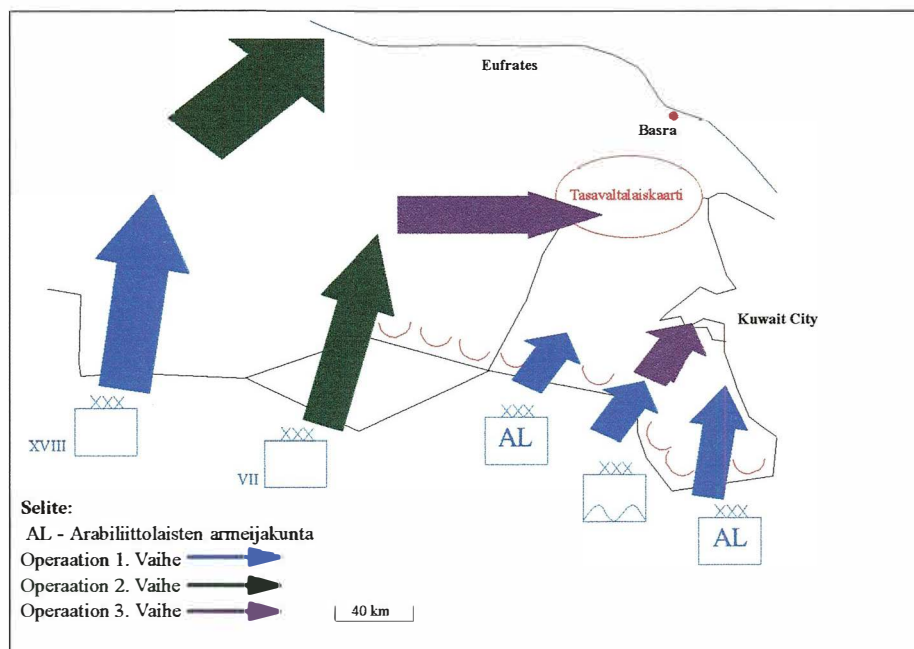 Eufrates
Basra
Tasavaltalaiskaarti
Kuwait City
XXX
XVIII
XXX
VII
XXX
AL
XXX
XXX
AL
Selite:
AL - Arabiliittolaisten armeijakunta
Operaation 1. Vaihe
Operaation 2. Vaihe
Operaation 3. Vaihe
40 km